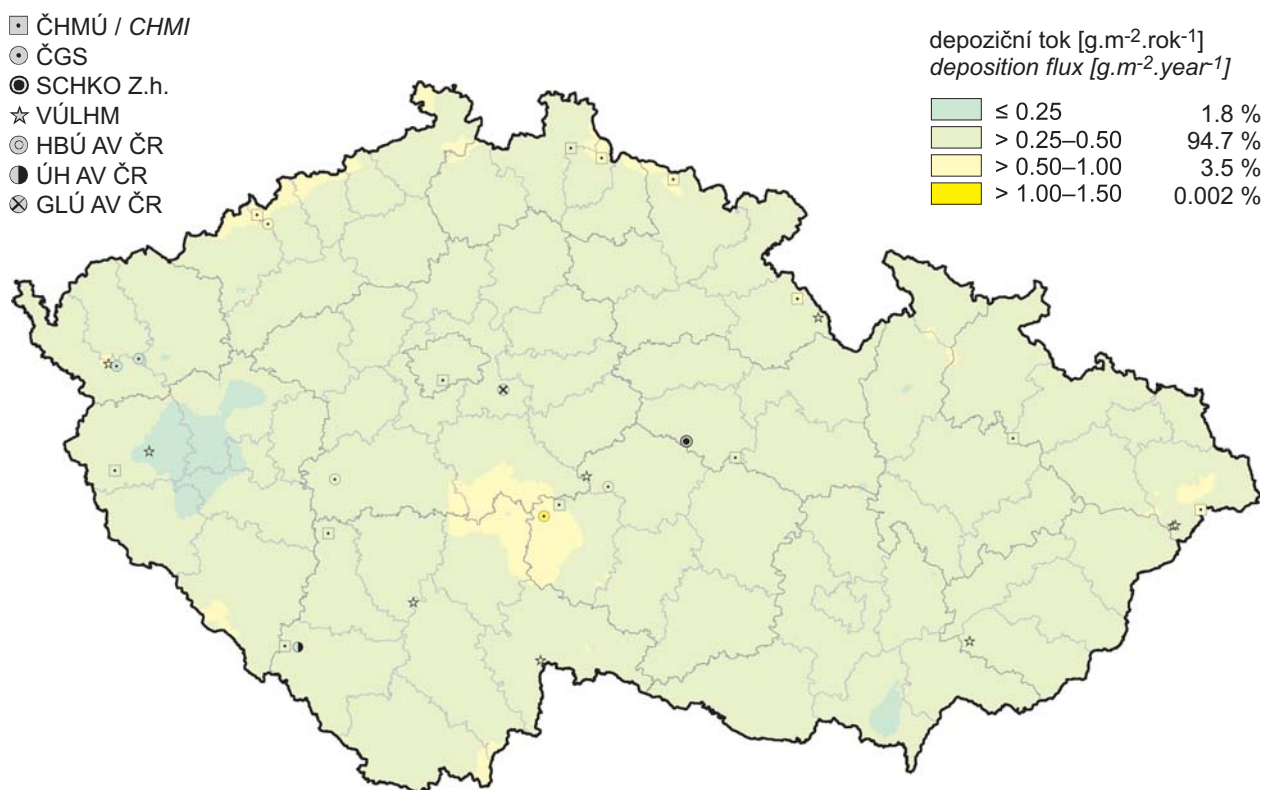 ČHMÚ / CHMI
ČGS
SCHKO Z.h.
VÚLHM
HBÚ AV ČR
ÚH AV ČR
GLÚ AV ČR
depoziční tok [g.m-2.rok-1]
deposition flux [g.m-2.year-1]
≤ 0.25 1.8 %
> 0.25–0.50 94.7 %
> 0.50–1.00 3.5 %
> 1.00–1.50 0.002 %